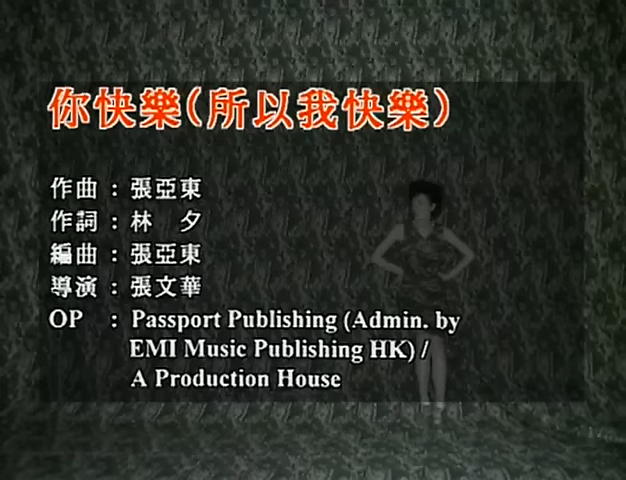 你快樂(所以我快樂)
作曲 : 張亞東
作詞 : 林　夕
編曲 : 張亞東
導演 : 張文華
OP : Passport Publishing (Admin. by
EMI Music Publishing HK) /
A Production House